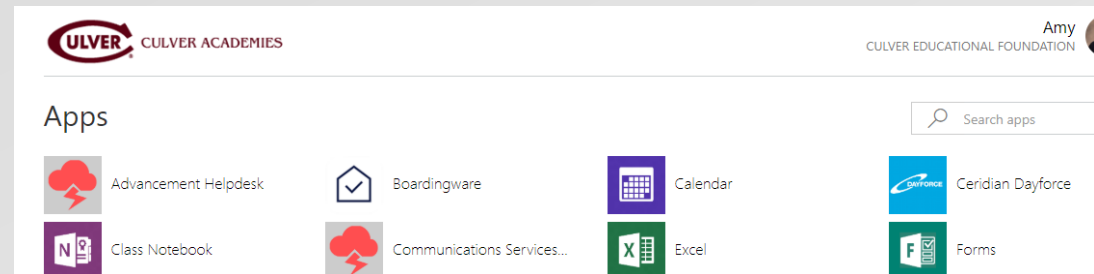 CULVER CULVER ACADEMIES
Amy
CULVER EDUCATIONAL FOUNDATION
Apps
Search apps
Advancement Helpdesk
Boardingware
Calendar
DAYFORCE Ceridian Dayforce
N Class Notebook
Communications Services...
X Excel
F Forms